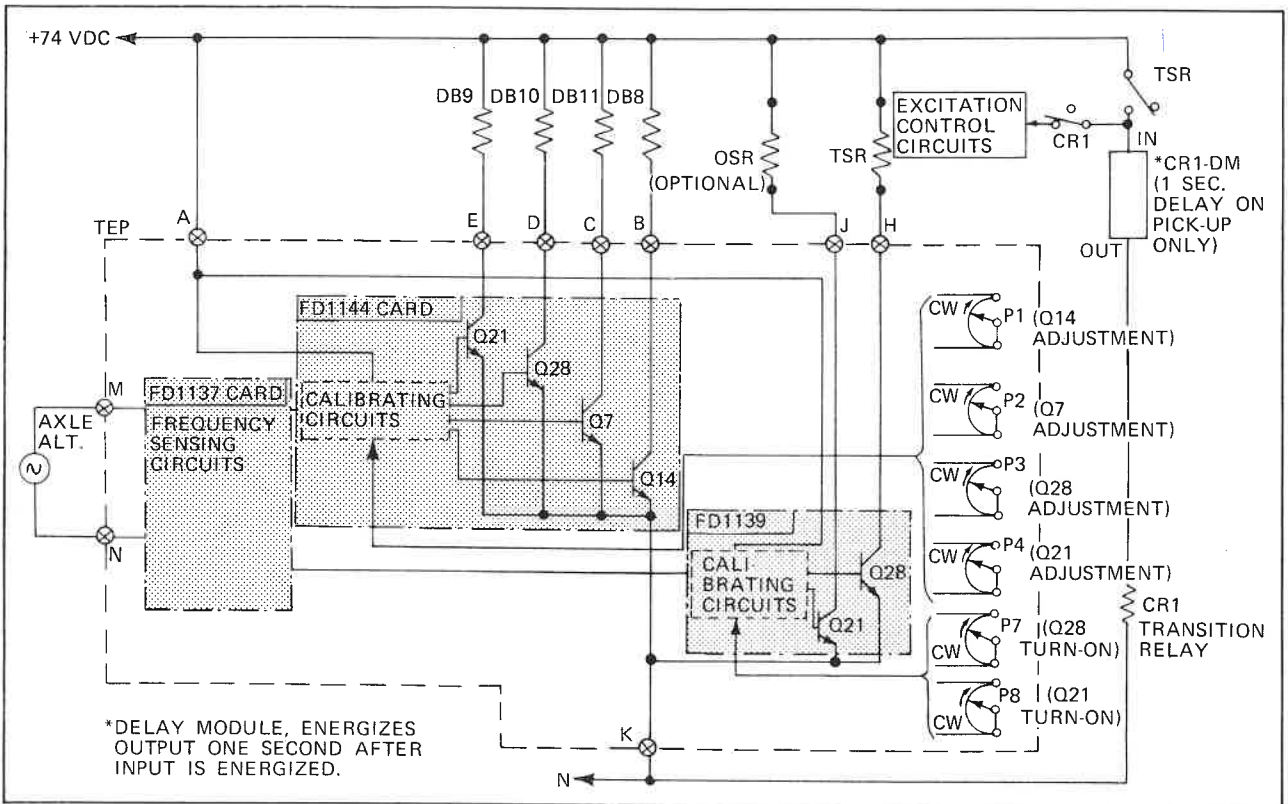 +74 VDC
DB9
DB10
DB11
DB8
OSR
(OPTIONAL)
TSR
EXCITATION
CONTROL
CIRCUITS
CR1
TSR
IN
*CR1-DM
(1 SEC.
DELAY ON
PICK-UP
ONLY)
OUT
TEP
A
E
D
C
B
J
H
M
N
AXLE
ALT.
FD1137 CARD
FREQUENCY
SENSING
CIRCUITS
FD1144 CARD
CALIBRATING
CIRCUITS
Q21
Q28
Q7
Q14
FD1139
CALI-
BRATING
CIRCUITS
Q28
Q21
CW P1 (Q14
ADJUSTMENT)
CW P2 (Q7
ADJUSTMENT)
CW P3 (Q28
ADJUSTMENT)
CW P4 (Q21
ADJUSTMENT)
CW P7 (Q28
TURN-ON)
CW P8 (Q21
TURN-ON)
CR1
TRANSITION
RELAY
K
N
*DELAY MODULE, ENERGIZES
OUTPUT ONE SECOND AFTER
INPUT IS ENERGIZED.